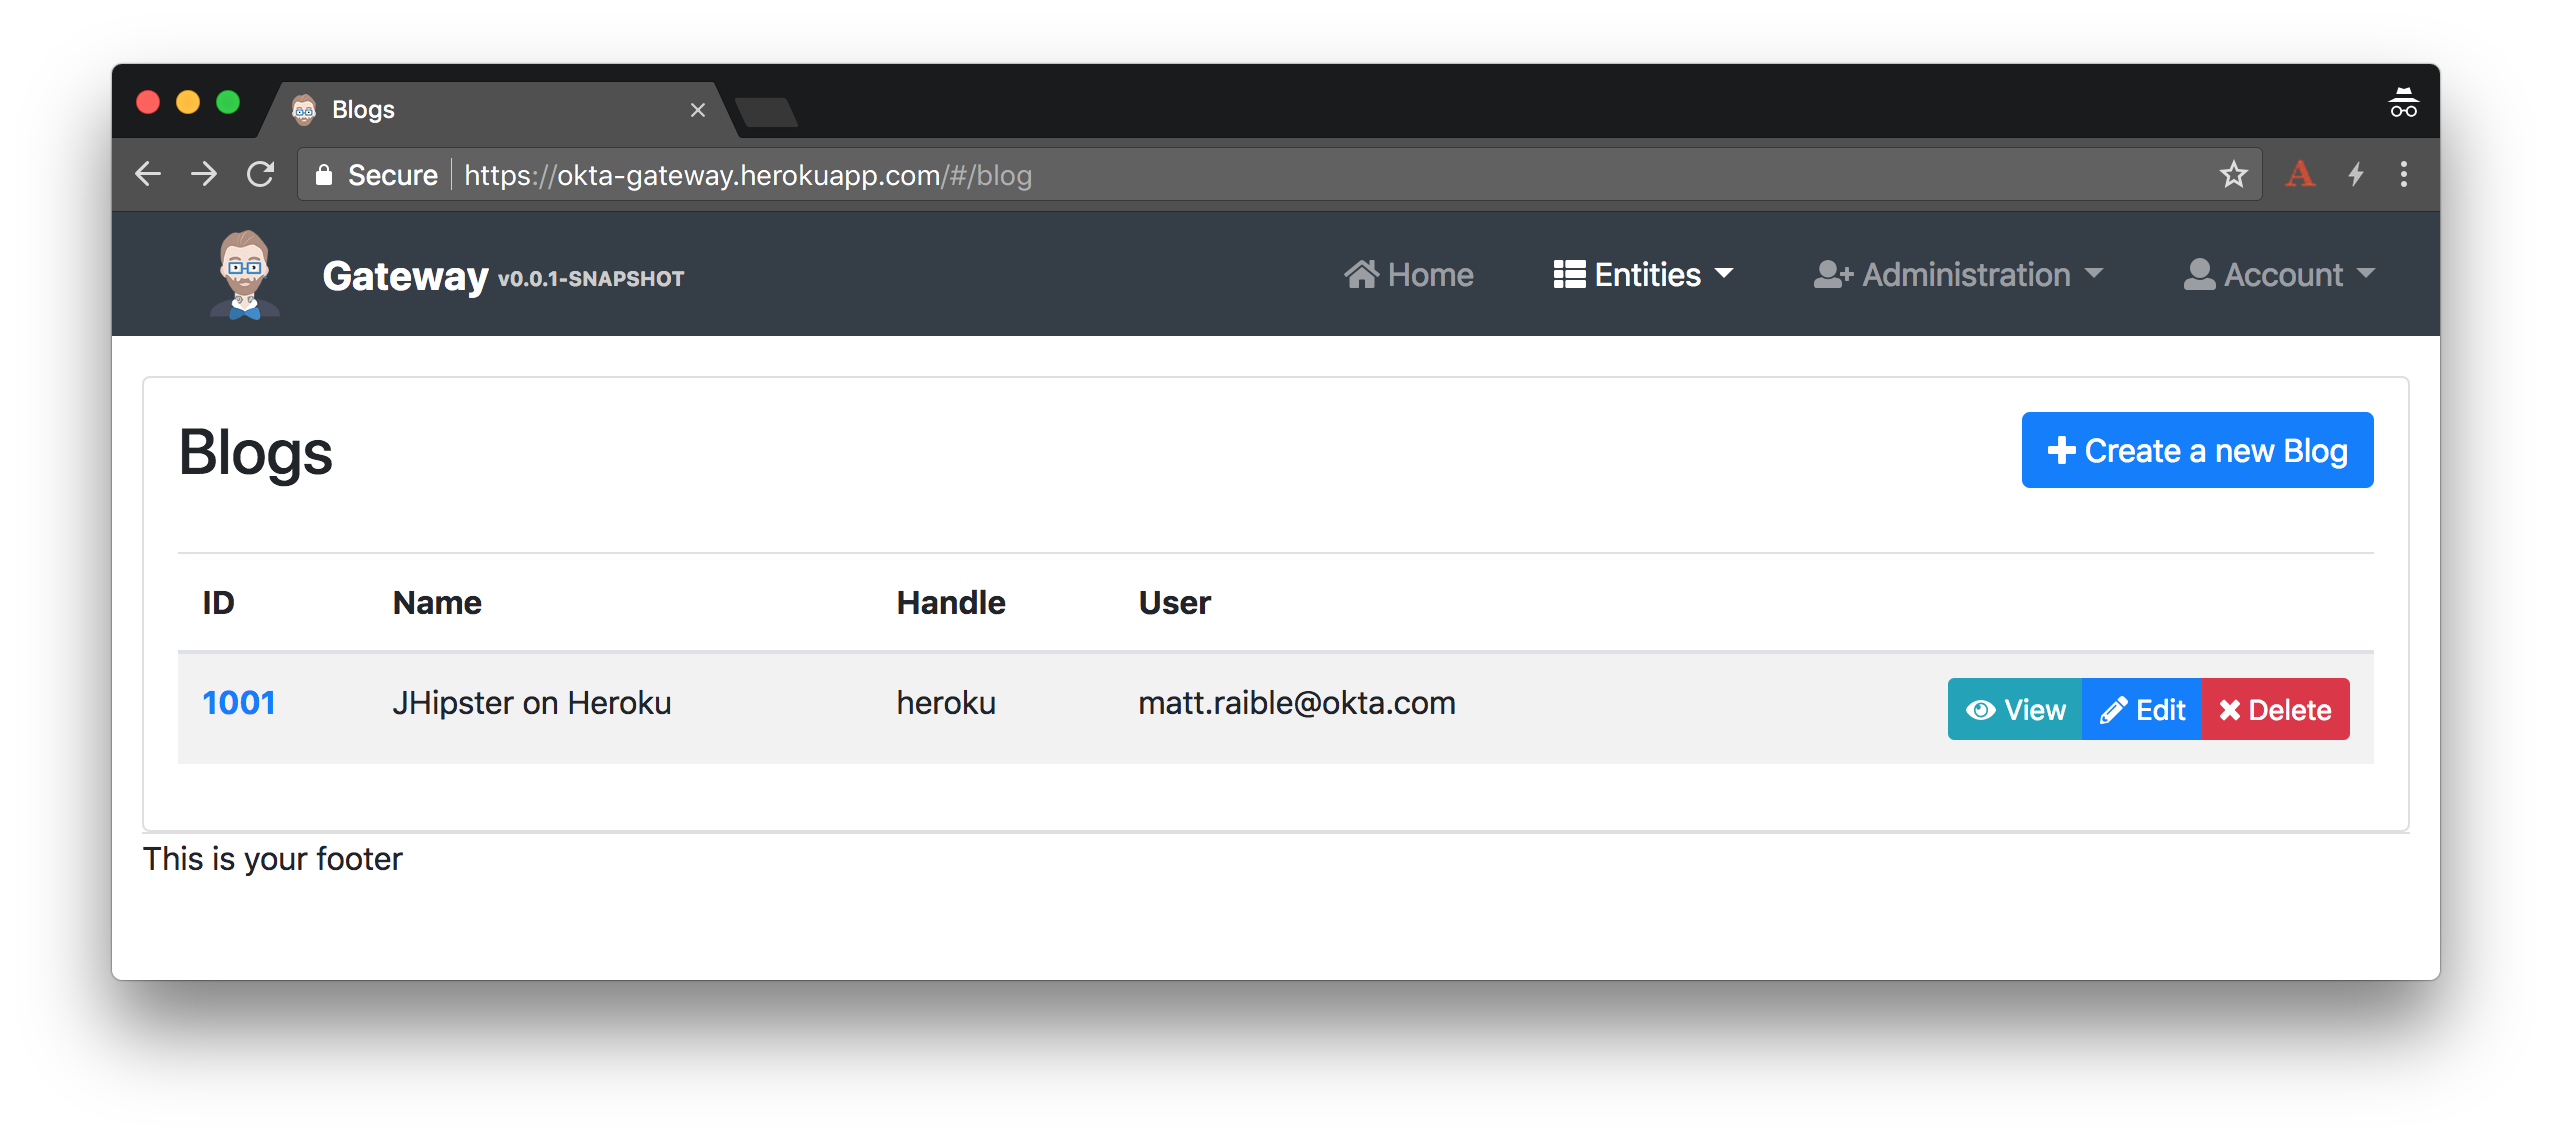 Blogs
Secure https://okta-gateway.herokuapp.com/#/blog A
Gateway v0.0.1-SNAPSHOT Home Entities Administration Account
Blogs Create a new Blog
ID Name Handle User
1001 JHipster on Heroku heroku matt.raible@okta.com View Edit Delete
This is your footer